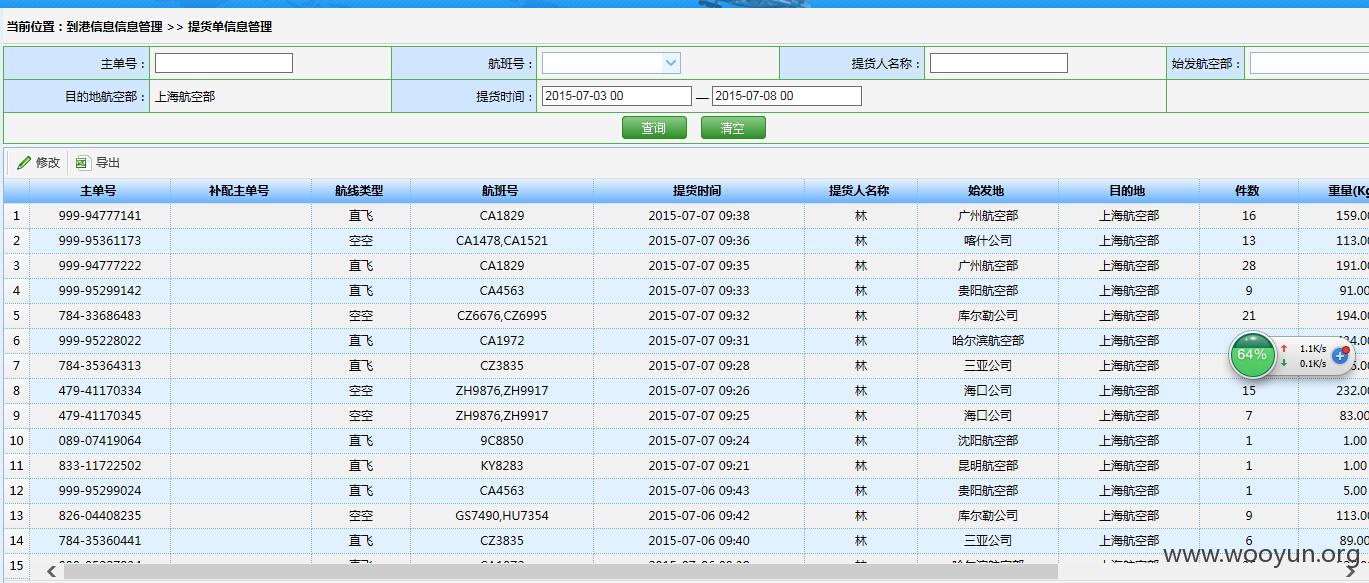 当前位置：到港信息信息管理 >> 提货单信息管理
主单号： 航班号： 提货人名称： 始发航空部：
目的地航空部： 上海航空部 提货时间： 2015-07-03 00 — 2015-07-08 00
查询 清空
修改 导出
主单号 补配主单号 航线类型 航班号 提货时间 提货人名称 始发地 目的地 件数 重量(Kg
1 999-94777141 直飞 CA1829 2015-07-07 09:38 林 广州航空部 上海航空部 16 159.00
2 999-95361173 空空 CA1478,CA1521 2015-07-07 09:36 林 喀什公司 上海航空部 13 113.00
3 999-94777222 直飞 CA1829 2015-07-07 09:35 林 广州航空部 上海航空部 28 191.00
4 999-95299142 直飞 CA4563 2015-07-07 09:33 林 贵阳航空部 上海航空部 9 91.00
5 784-33686483 空空 CZ6676,CZ6995 2015-07-07 09:32 林 库尔勒公司 上海航空部 21 194.00
6 999-95228022 直飞 CA1972 2015-07-07 09:31 林 哈尔滨航空部 上海航空部
64% 1.1K/s
0.1K/s
7 784-35364313 直飞 CZ3835 2015-07-07 09:28 林 三亚公司 上海航空部
8 479-41170334 空空 ZH9876,ZH9917 2015-07-07 09:26 林 海口公司 上海航空部 15 232.00
9 479-41170345 空空 ZH9876,ZH9917 2015-07-07 09:25 林 海口公司 上海航空部 7 83.00
10 089-07419064 直飞 9C8850 2015-07-07 09:24 林 沈阳航空部 上海航空部 1 1.00
11 833-11722502 直飞 KY8283 2015-07-07 09:21 林 昆明航空部 上海航空部 1 1.00
12 999-95299024 直飞 CA4563 2015-07-06 09:43 林 贵阳航空部 上海航空部 1 5.00
13 826-04408235 空空 GS7490,HU7354 2015-07-06 09:42 林 库尔勒公司 上海航空部 9 113.00
14 784-35360441 直飞 CZ3835 2015-07-06 09:40 林 三亚公司 上海航空部 6 89.00
15
www.wooyun.org